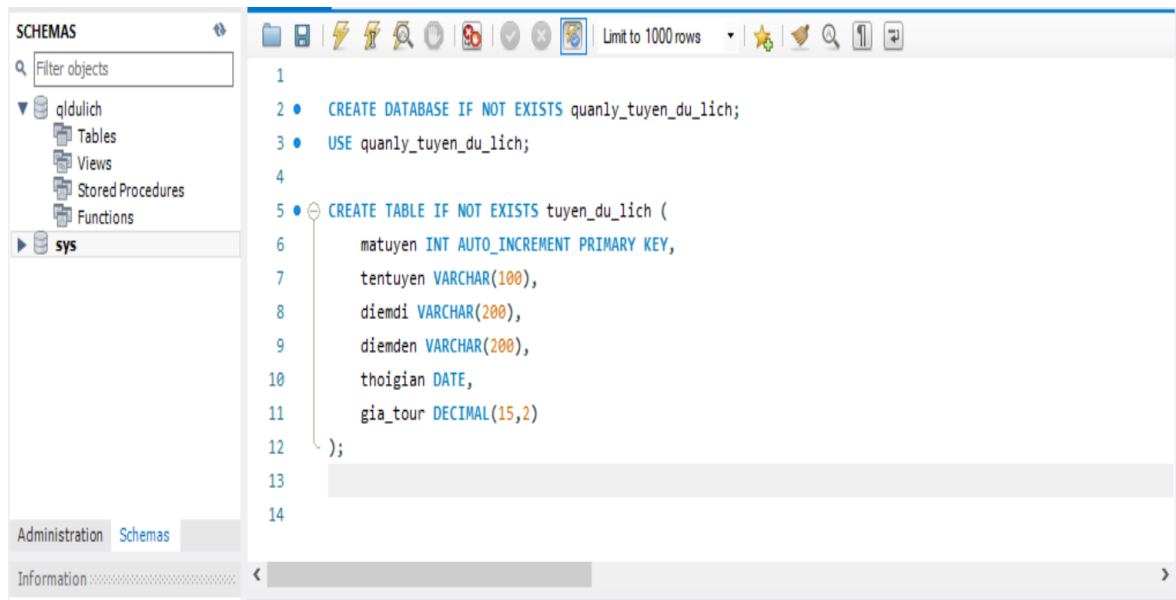 SCHEMAS
Filter objects
qldulich
Tables
Views
Stored Procedures
Functions
sys
Administration Schemas
Information
Limit to 1000 rows
1
2 CREATE DATABASE IF NOT EXISTS quanly_tuyen_du_lich;
3 USE quanly_tuyen_du_lich;
4
5 CREATE TABLE IF NOT EXISTS tuyen_du_lich (
6 matuyen INT AUTO_INCREMENT PRIMARY KEY,
7 tentuyen VARCHAR(100),
8 diemdi VARCHAR(200),
9 diemden VARCHAR(200),
10 thoigian DATE,
11 gia_tour DECIMAL(15,2)
12 );
13
14